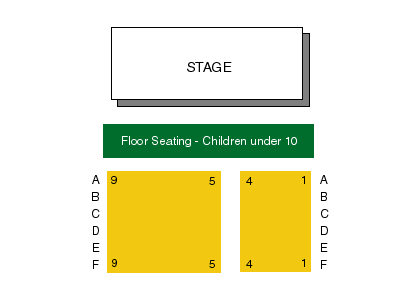 STAGE
Floor Seating - Children under 10
A 9 5 4 1 A
B B
C C
D D
E E
F 9 5 4 1 F